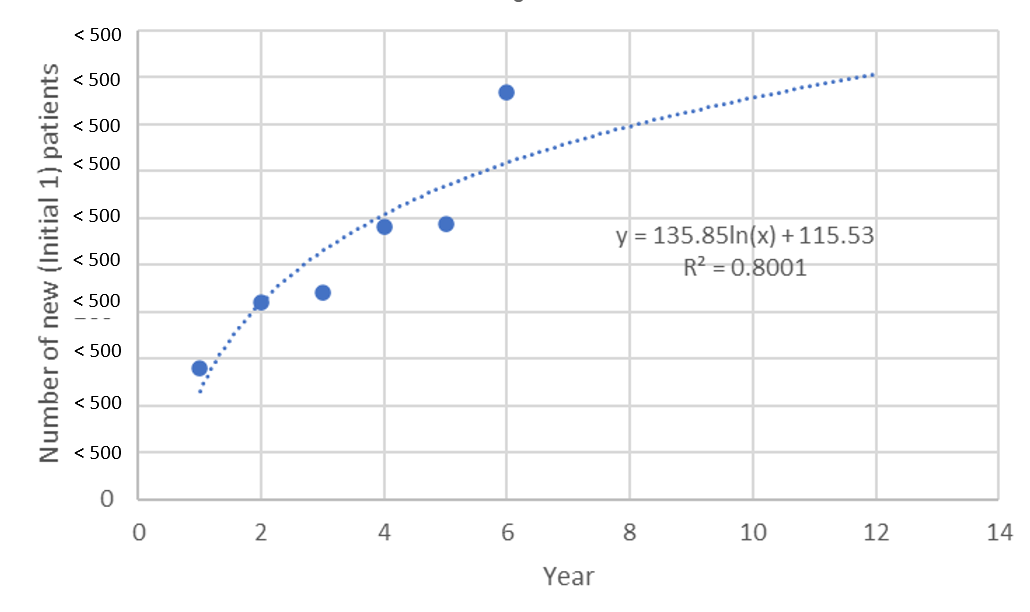 Number of new (Initial 1) patients
< 500
< 500
< 500
< 500
< 500
< 500
< 500
< 500
< 500
< 500
0
y = 135.85ln(x) + 115.53
R² = 0.8001
0 2 4 6 8 10 12 14
Year